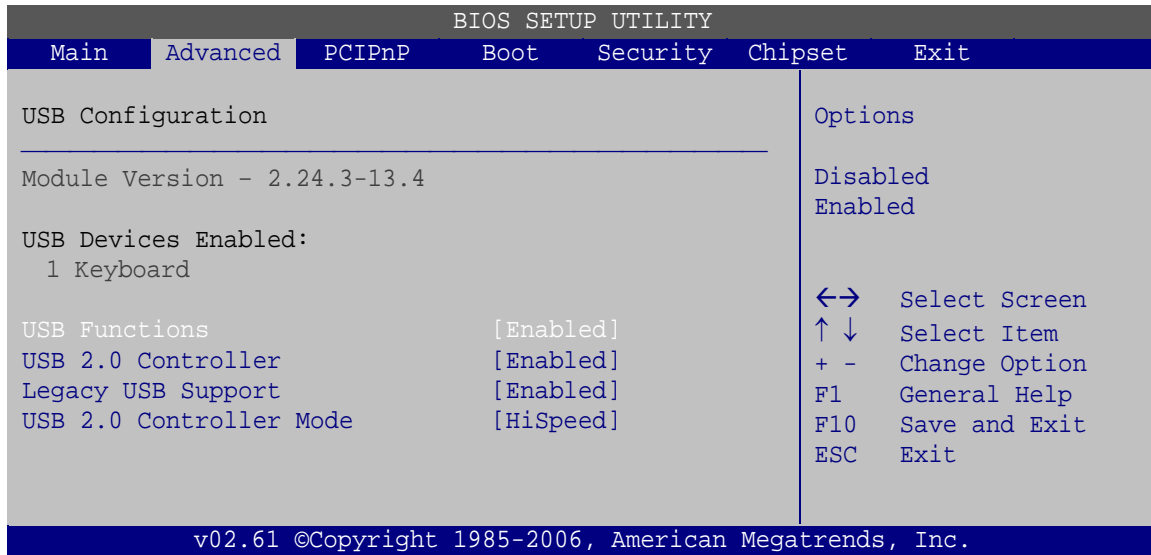 BIOS SETUP UTILITY
Main Advanced PCIPnP Boot Security Chipset Exit
USB Configuration
Module Version – 2.24.3-13.4
USB Devices Enabled:
1 Keyboard
USB Functions [Enabled]
USB 2.0 Controller [Enabled]
Legacy USB Support [Enabled]
USB 2.0 Controller Mode [HiSpeed]
Options
Disabled
Enabled
←→ Select Screen
↑ ↓ Select Item
+ - Change Option
F1 General Help
F10 Save and Exit
ESC Exit
v02.61 ©Copyright 1985-2006, American Megatrends, Inc.